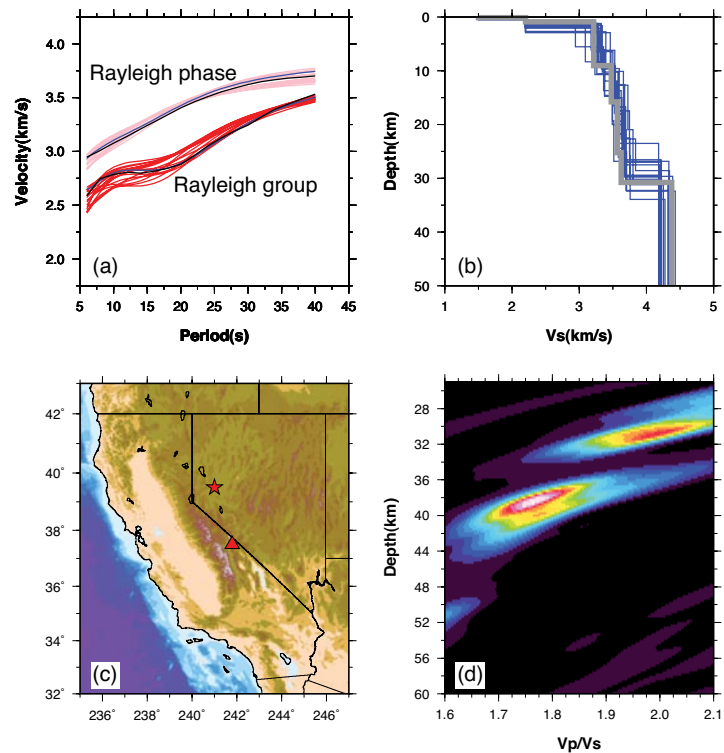 4.0
3.5
3.0
2.5
2.0
Velocity(km/s)
Rayleigh phase
Rayleigh group
(a)
5 10 15 20 25 30 35 40 45
Period(s)
0
10
20
30
40
50
Depth(km)
(b)
1 2 3 4 5
Vs(km/s)
42°
40°
38°
36°
34°
32°
(c)
236° 238° 240° 242° 244° 246°
28
32
36
40
44
48
52
56
60
Depth(km)
(d)
1.6 1.7 1.8 1.9 2.0 2.1
Vp/Vs